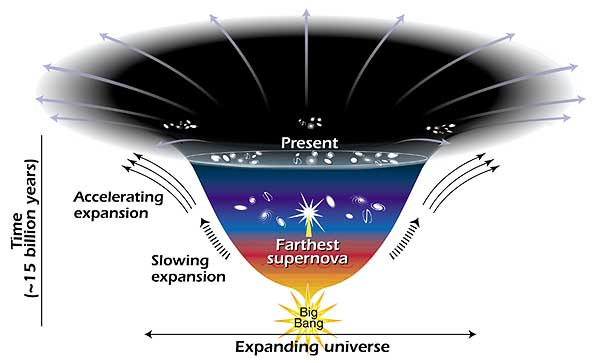 Present
Time
(~15 billion years)
Accelerating
expansion
Farthest
supernova
Slowing
expansion
Big
Bang
Expanding universe